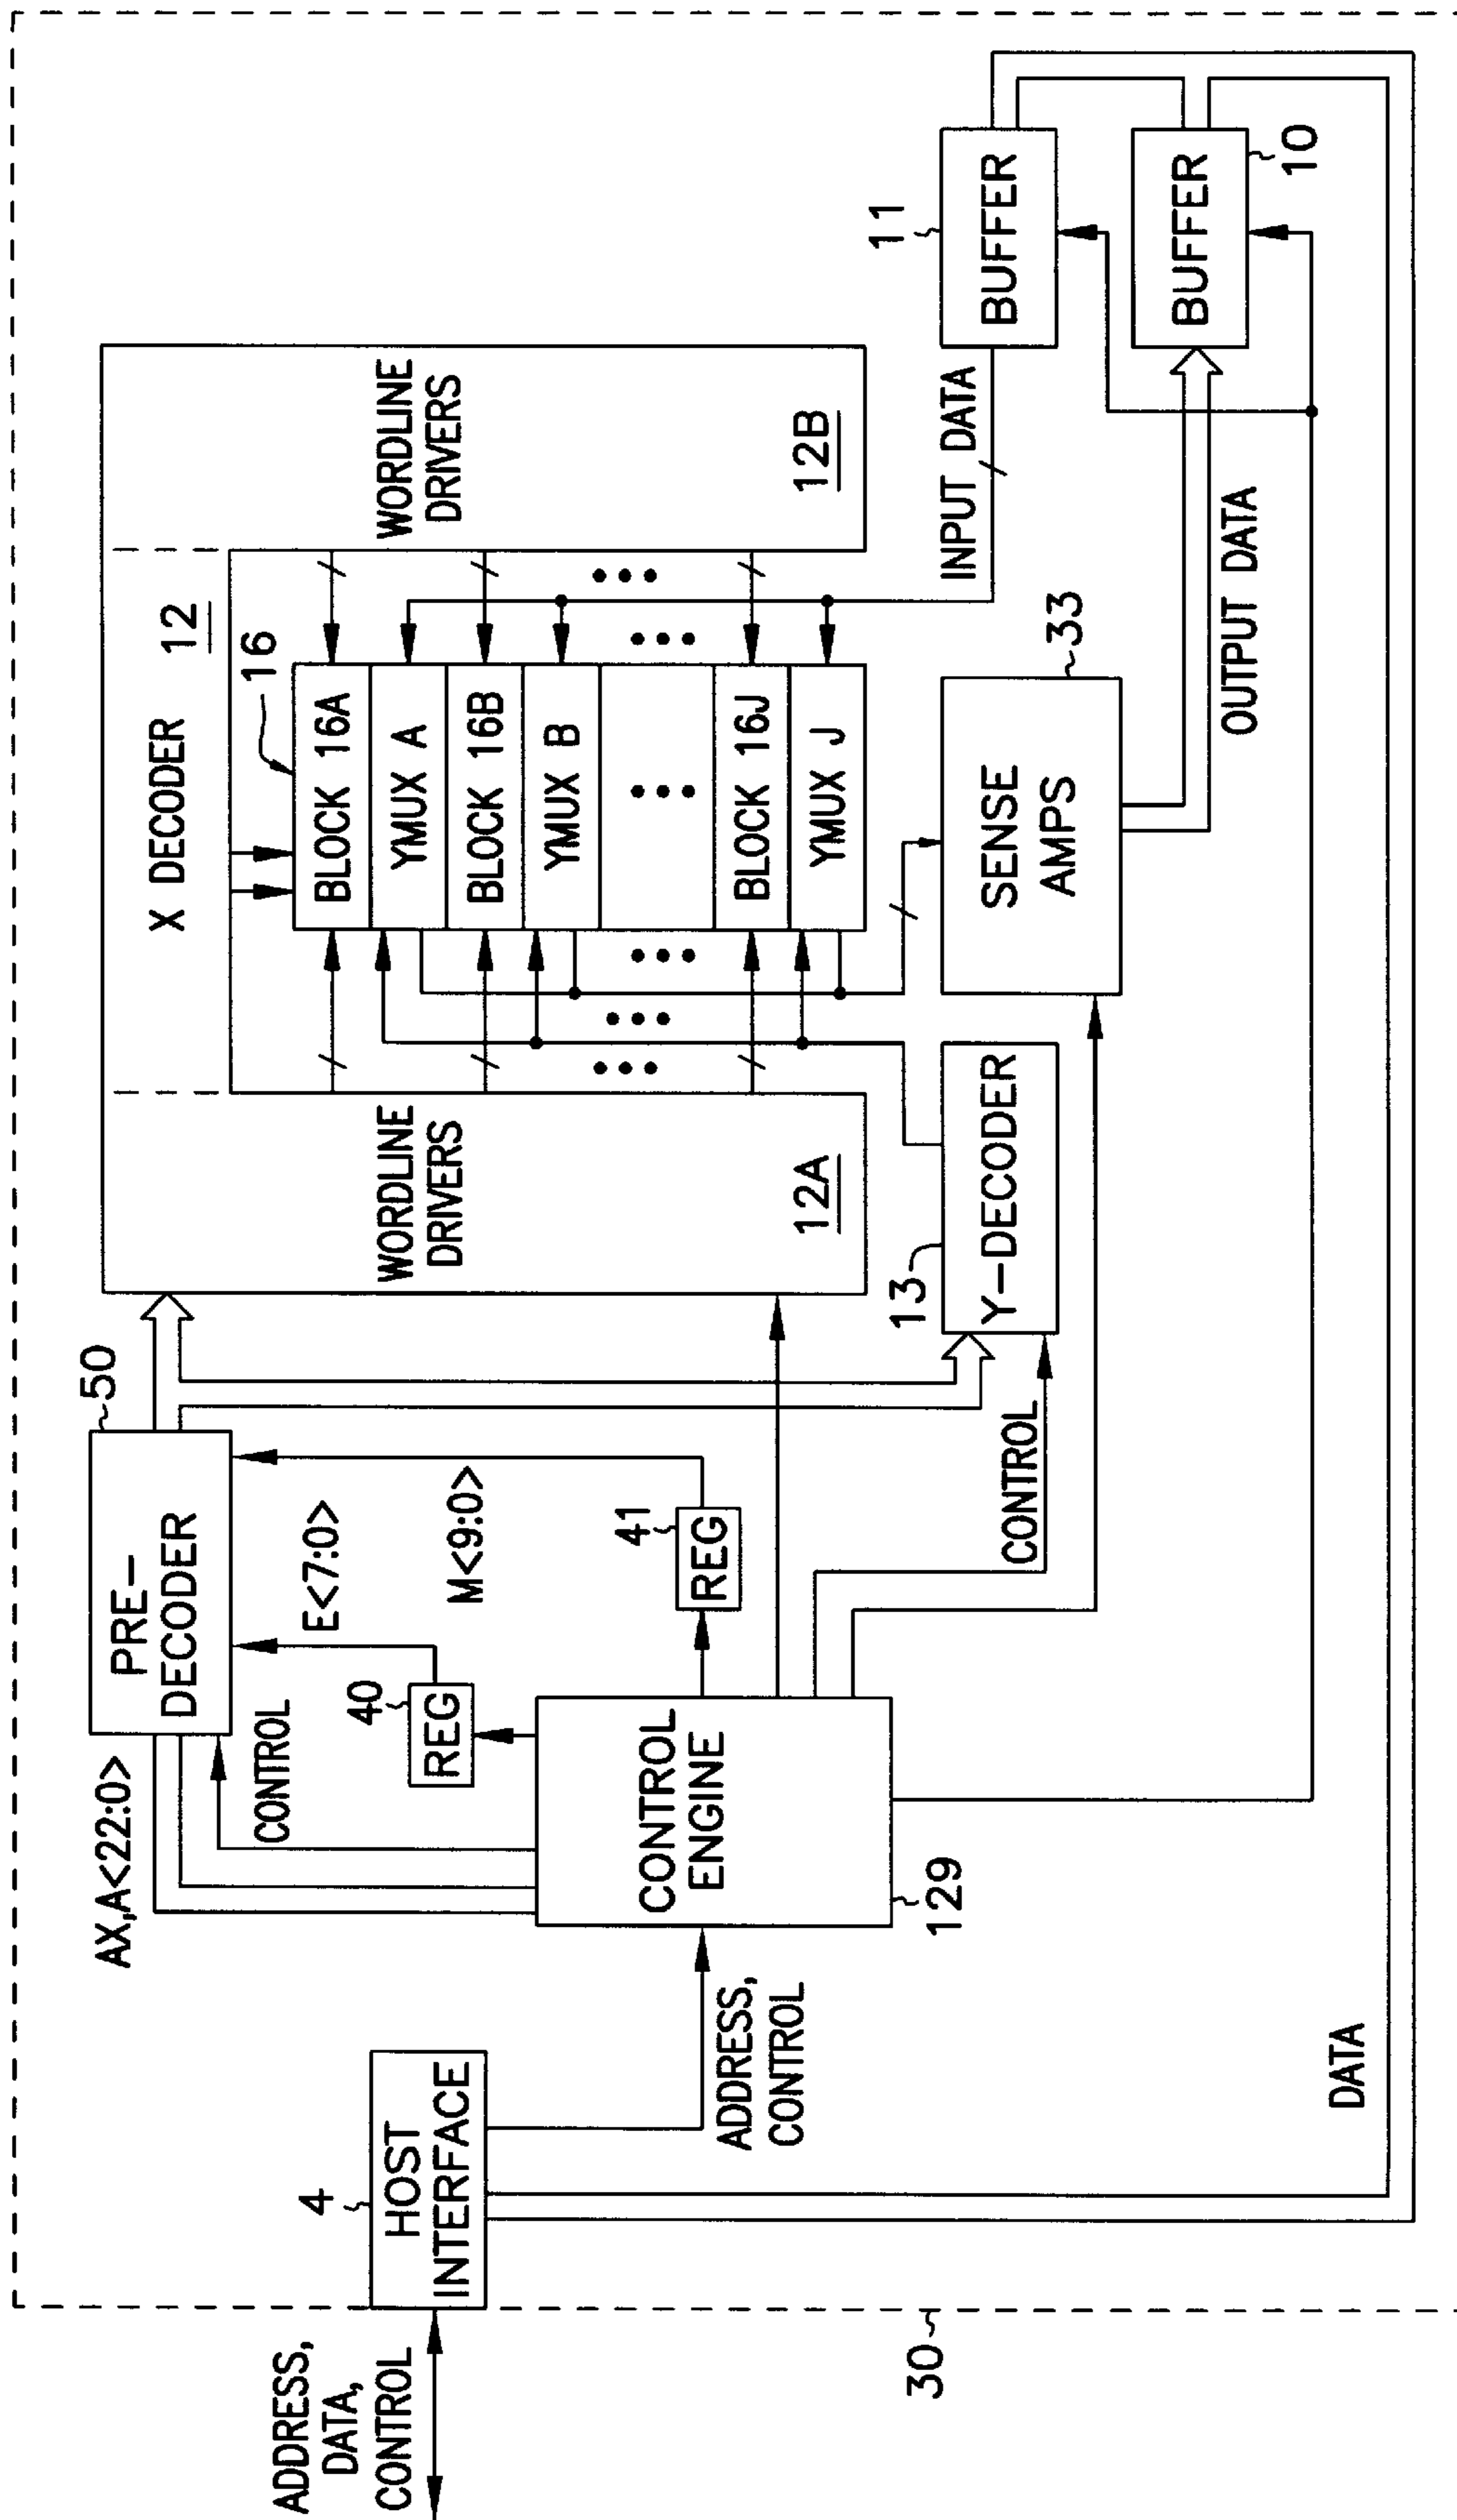 ADDRESS,
DATA,
CONTROL
30
4
HOST
INTERFACE
ADDRESS,
CONTROL
DATA
AX,A<22:0>
CONTROL
PRE-
DECODER
50
E<7:0>
M<9:0>
40
REG
41
REG
CONTROL
ENGINE
129
CONTROL
X DECODER
12
WORDLINE
DRIVERS
12A
WORDLINE
DRIVERS
12B
16
BLOCK 16A
YMUX A
BLOCK 16B
YMUX B
BLOCK 16J
YMUX J
13
Y-DECODER
SENSE
AMPS
33
INPUT DATA
OUTPUT DATA
11
BUFFER
BUFFER
10